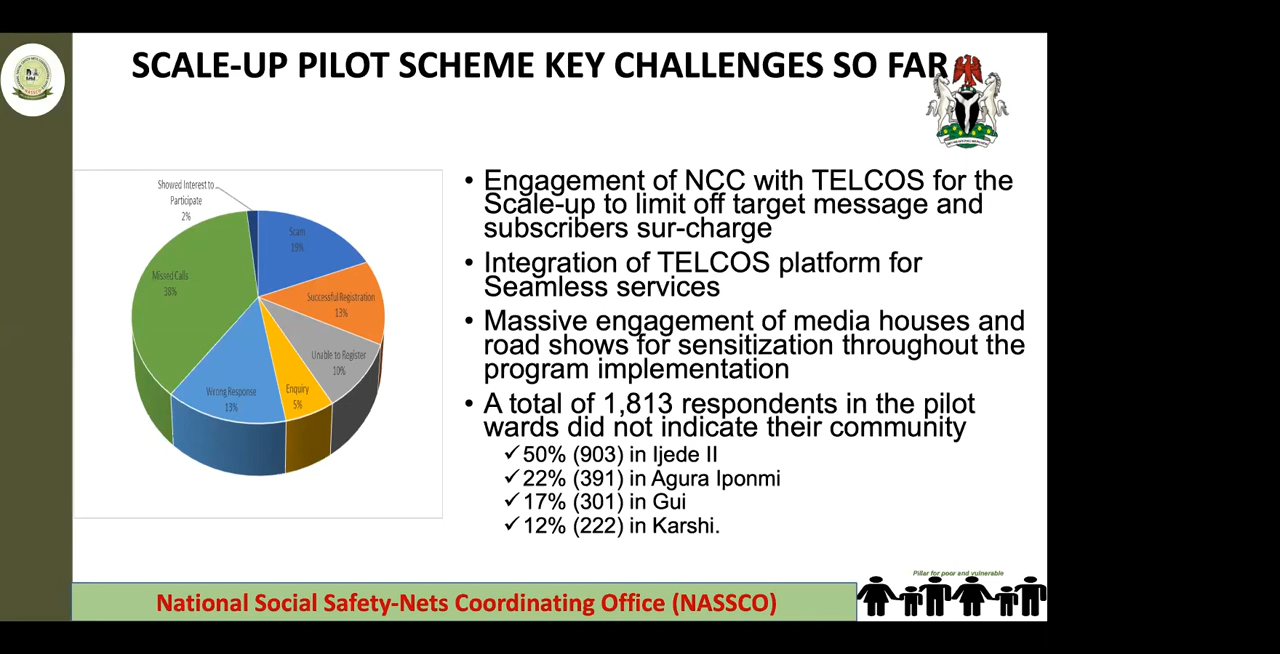 SCALE-UP PILOT SCHEME KEY CHALLENGES SO FAR
Showed Interest to
Participate
2%
Scam
19%
Missed Calls
38%
Successful Registration
13%
Unable to Register
10%
Enquiry
5%
Wrong Response
13%
• Engagement of NCC with TELCOS for the
Scale-up to limit off target message and
subscribers sur-charge
• Integration of TELCOS platform for
Seamless services
• Massive engagement of media houses and
road shows for sensitization throughout the
program implementation
• A total of 1,813 respondents in the pilot
wards did not indicate their community
✓50% (903) in Ijede II
✓22% (391) in Agura Iponmi
✓17% (301) in Gui
✓12% (222) in Karshi.
Pillar for poor and vulnerable
National Social Safety-Nets Coordinating Office (NASSCO)